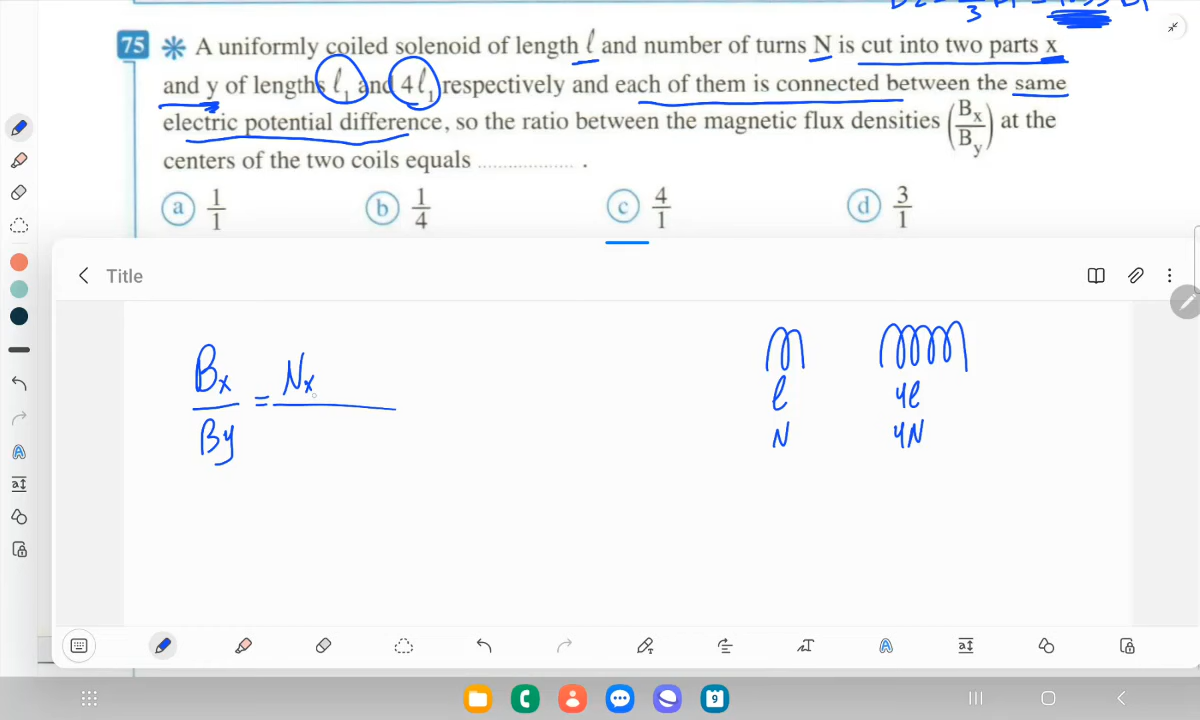 3
75 * A uniformly coiled solenoid of length ℓ and number of turns N is cut into two parts x
and y of lengths ℓ₁ and 4ℓ₁ respectively and each of them is connected between the same
electric potential difference, so the ratio between the magnetic flux densities (Bx/By) at the
centers of the two coils equals .................. .
a 1/1 b 1/4 c 4/1 d 3/1
Title
Bx/By = Nx
ℓ 4ℓ
N 4N
9